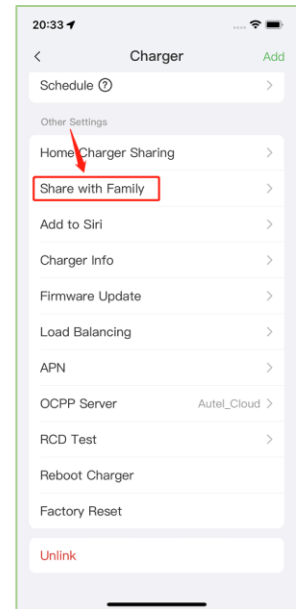 20:33
Charger
Add
Schedule ?
Other Settings
Home Charger Sharing
Share with Family
Add to Siri
Charger Info
Firmware Update
Load Balancing
APN
OCPP Server Autel_Cloud
RCD Test
Reboot Charger
Factory Reset
Unlink